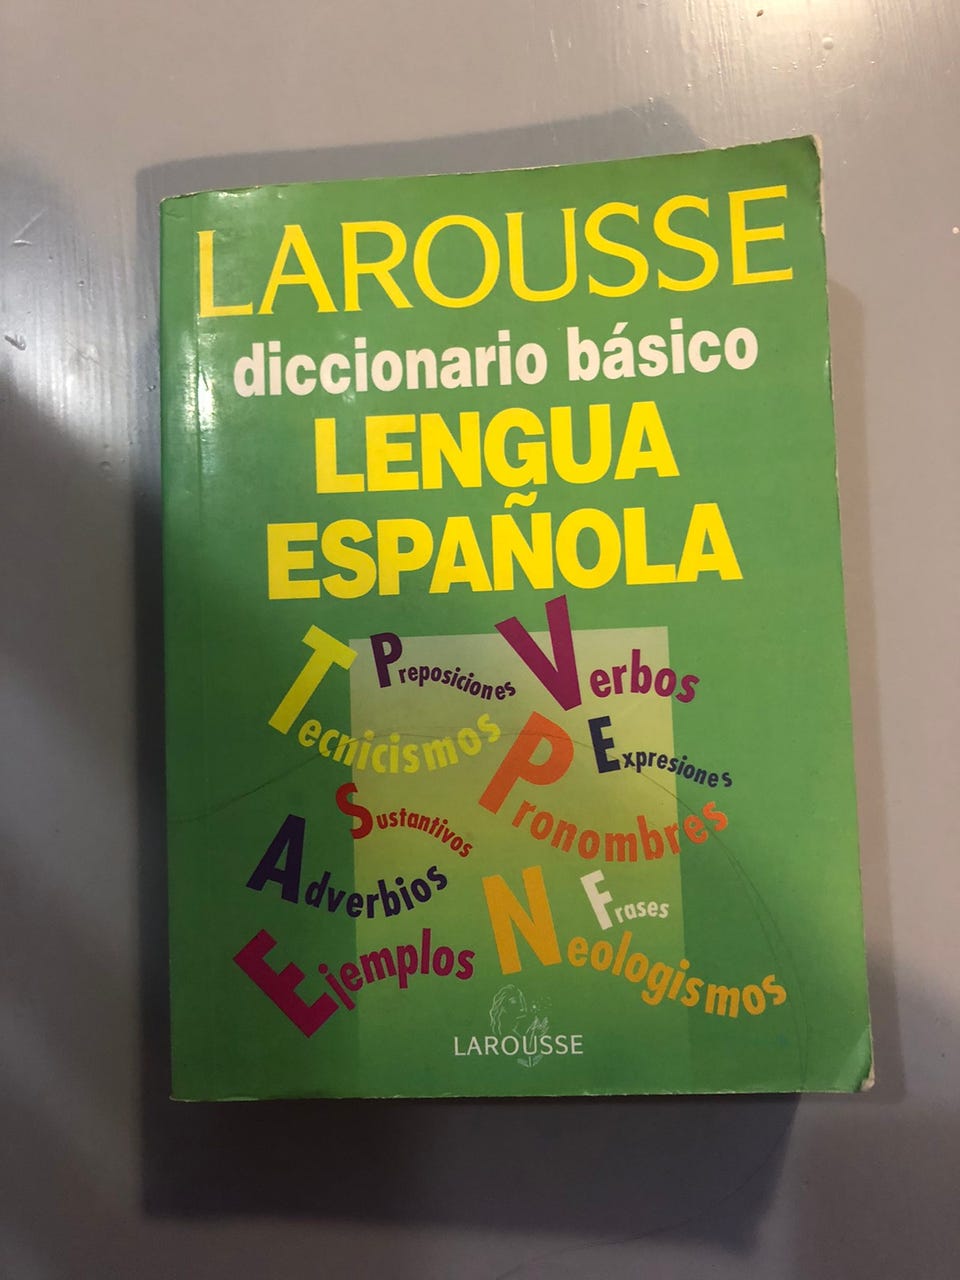 LAROUSSE
diccionario básico
LENGUA
ESPAÑOLA
Tecnicismos
Preposiciones
Verbos
Expresiones
Pronombres
Sustantivos
Adverbios
Frases
Ejemplos
Neologismos
LAROUSSE